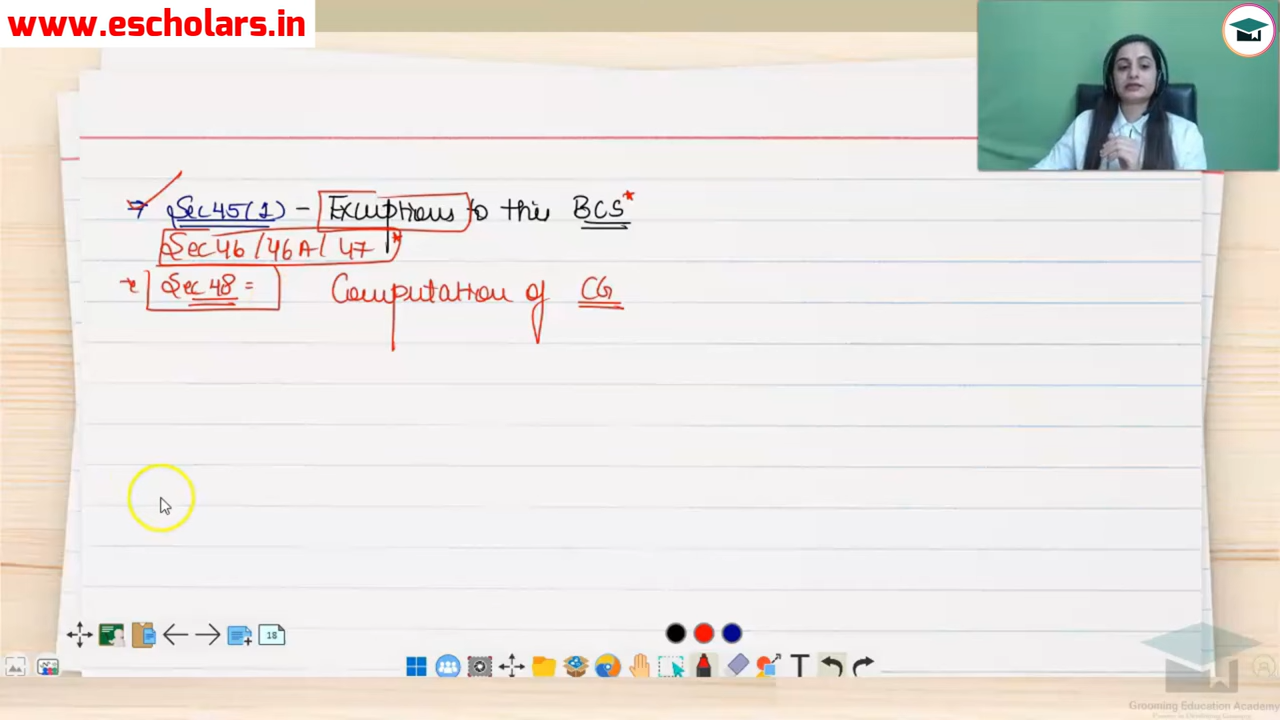 www.escholars.in
→ Sec 45(1) - Exceptions to this BCS*
Sec 46 / 46A / 47 *
* Sec 48 = Computation of CG
18
Grooming Education Academy